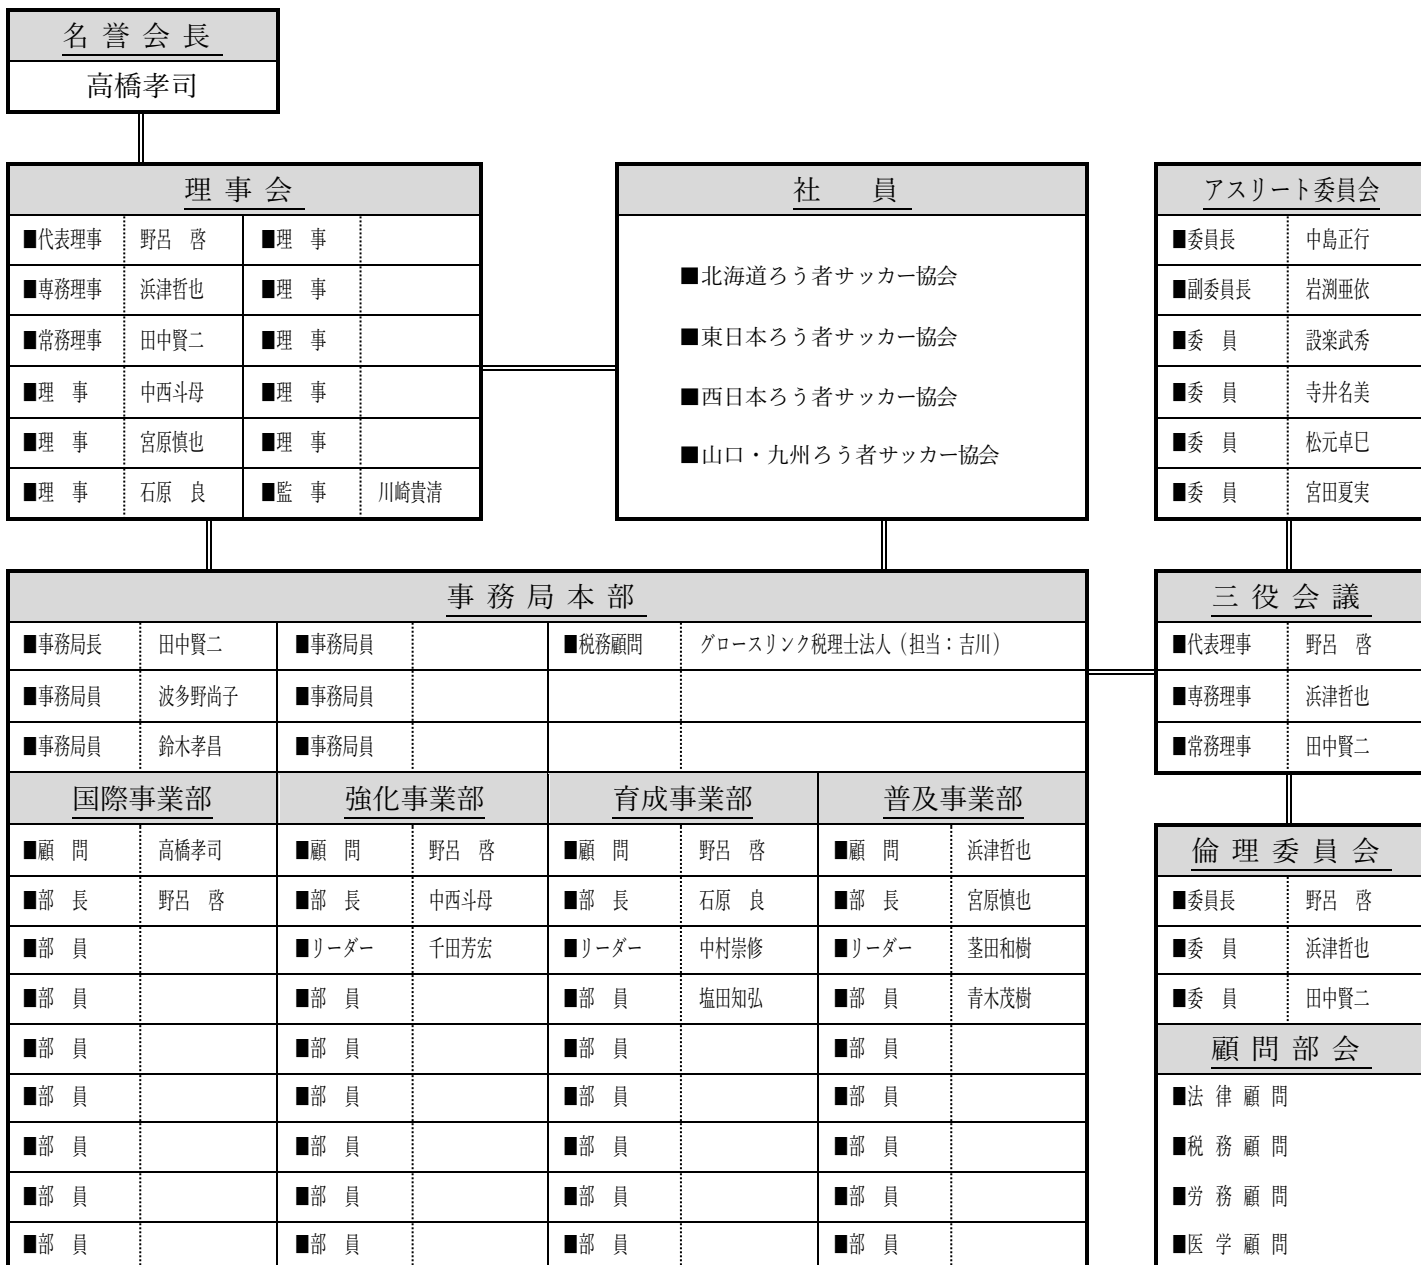 名誉会長
高橋孝司
理事会
■代表理事 野呂　啓 ■理　事
■専務理事 浜津哲也 ■理　事
■常務理事 田中賢二 ■理　事
■理　事 中西斗母 ■理　事
■理　事 宮原慎也 ■理　事
■理　事 石原　良 ■監　事 川崎貴清
社　員
■北海道ろう者サッカー協会
■東日本ろう者サッカー協会
■西日本ろう者サッカー協会
■山口・九州ろう者サッカー協会
アスリート委員会
■委員長 中島正行
■副委員長 岩渕亜依
■委　員 設楽武秀
■委　員 寺井名美
■委　員 松元卓巳
■委　員 宮田夏実
事務局本部
■事務局長 田中賢二 ■事務局員 ■税務顧問 グロースリンク税理士法人（担当：吉川）
■事務局員 波多野尚子 ■事務局員
■事務局員 鈴木孝昌 ■事務局員
国際事業部 強化事業部 育成事業部 普及事業部
■顧　問 高橋孝司 ■顧　問 野呂　啓 ■顧　問 野呂　啓 ■顧　問 浜津哲也
■部　長 野呂　啓 ■部　長 中西斗母 ■部　長 石原　良 ■部　長 宮原慎也
■部　員 ■リーダー 千田芳宏 ■リーダー 中村崇修 ■リーダー 茎田和樹
■部　員 ■部　員 ■部　員 塩田知弘 ■部　員 青木茂樹
■部　員 ■部　員 ■部　員 ■部　員
■部　員 ■部　員 ■部　員 ■部　員
■部　員 ■部　員 ■部　員 ■部　員
■部　員 ■部　員 ■部　員 ■部　員
■部　員 ■部　員 ■部　員 ■部　員
三役会議
■代表理事 野呂　啓
■専務理事 浜津哲也
■常務理事 田中賢二
倫理委員会
■委員長 野呂　啓
■委　員 浜津哲也
■委　員 田中賢二
顧問部会
■法律顧問
■税務顧問
■労務顧問
■医学顧問